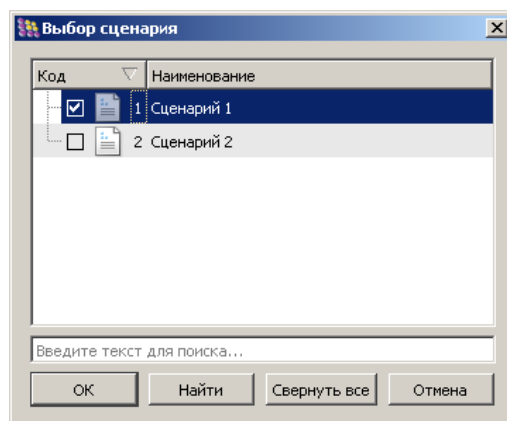 Выбор сценария
Код Наименование
1 Сценарий 1
2 Сценарий 2
Введите текст для поиска...
ОК Найти Свернуть все Отмена